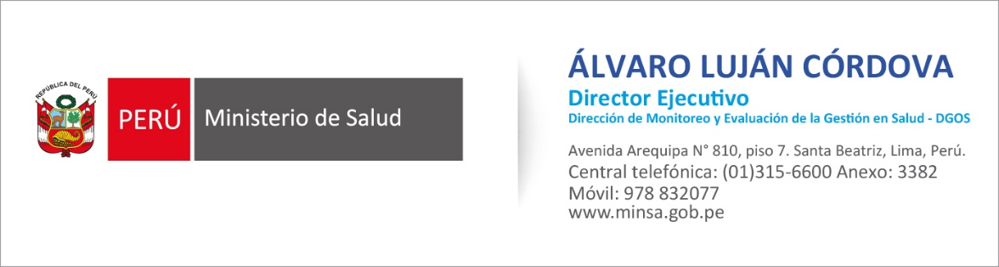 REPÚBLICA DEL PERÚ
PERÚ
Ministerio de Salud
ÁLVARO LUJÁN CÓRDOVA
Director Ejecutivo
Dirección de Monitoreo y Evaluación de la Gestión en Salud - DGOS
Avenida Arequipa N° 810, piso 7. Santa Beatriz, Lima, Perú.
Central telefónica: (01)315-6600 Anexo: 3382
Móvil: 978 832077
www.minsa.gob.pe